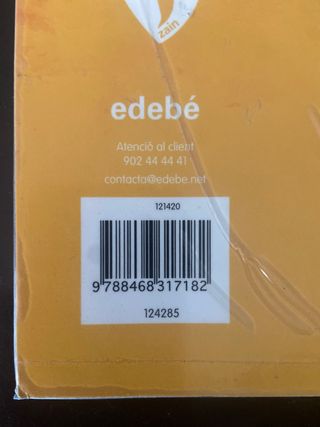 zain
edebé
Atenció al client
902 44 44 41
contacta@edebe.net
121420
9 788468 317182
124285